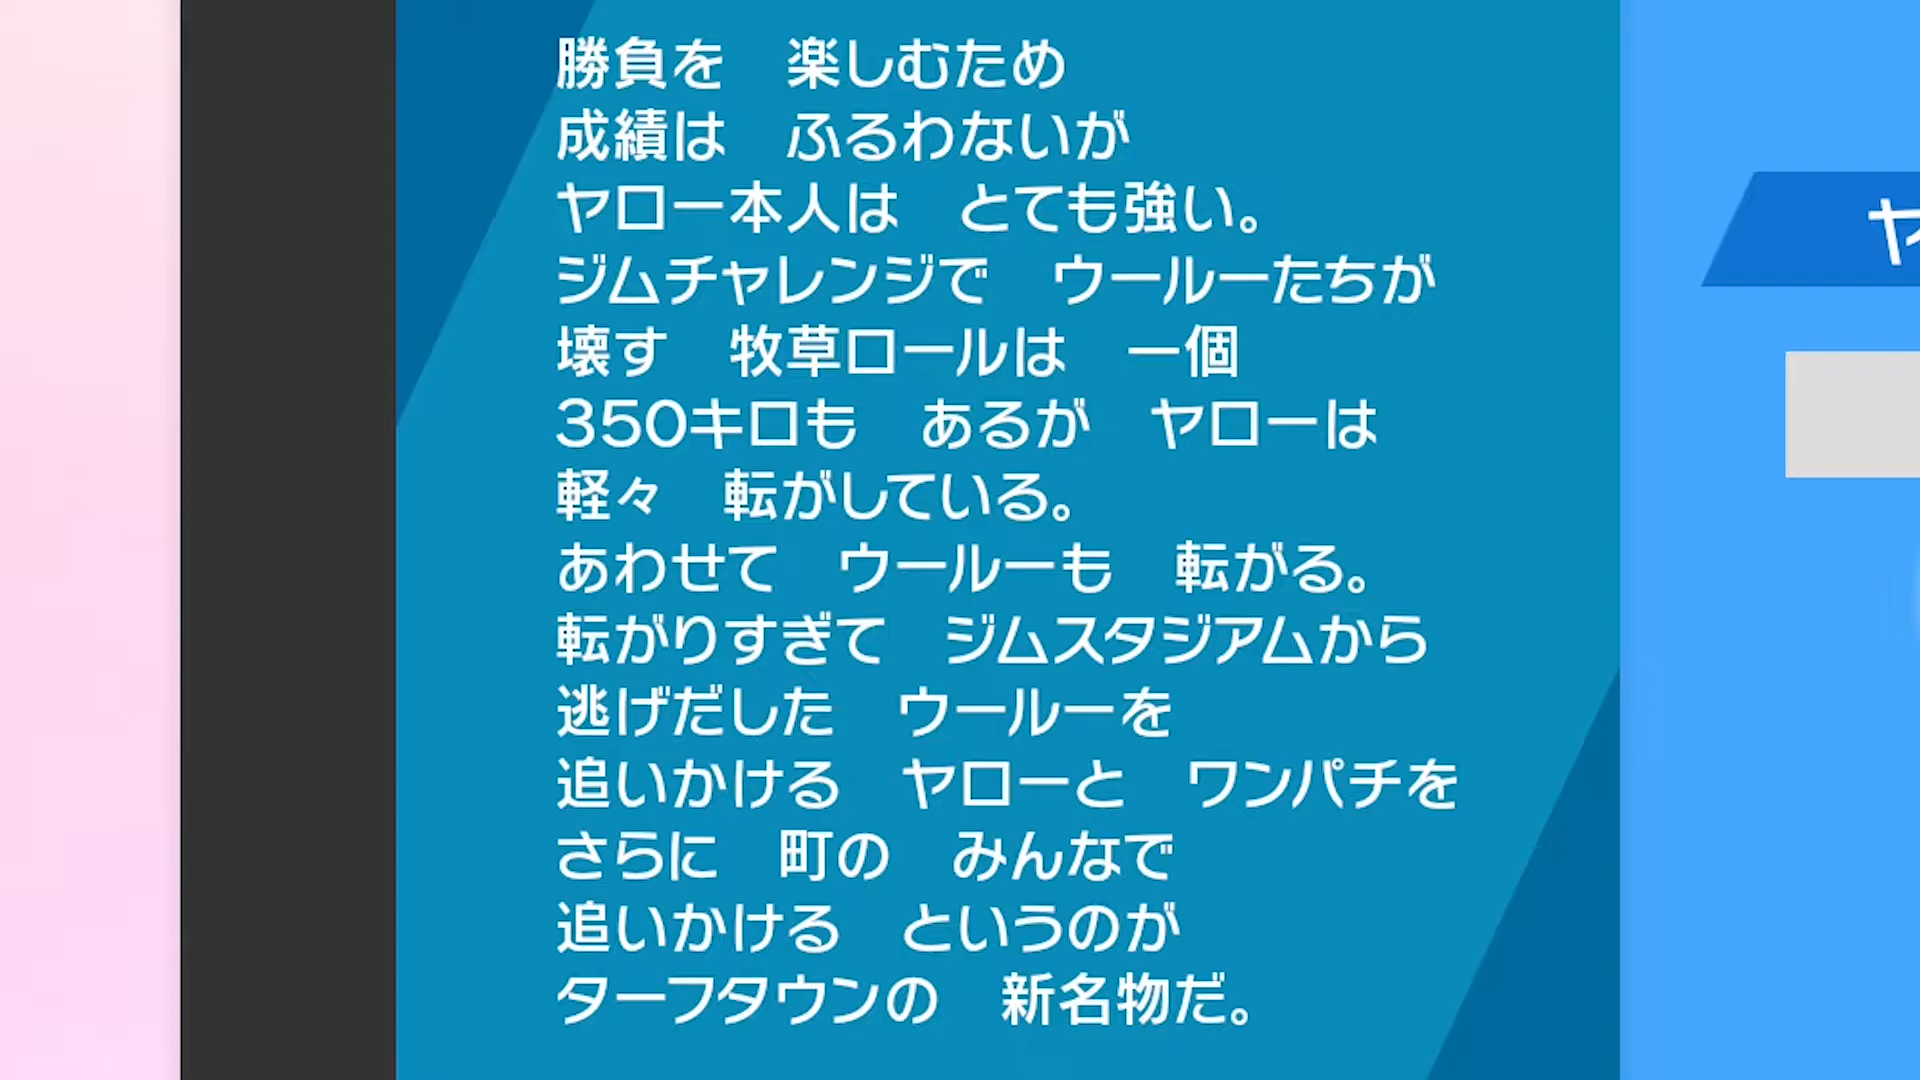 勝負を　楽しむため
成績は　ふるわないが
ヤロー本人は　とても強い。
ジムチャレンジで　ウールーたちが
壊す　牧草ロールは　一個
350キロも　あるが　ヤローは
軽々　転がしている。
あわせて　ウールーも　転がる。
転がりすぎて　ジムスタジアムから
逃げだした　ウールーを
追いかける　ヤローと　ワンパチを
さらに　町の　みんなで
追いかける　というのが
ターフタウンの　新名物だ。